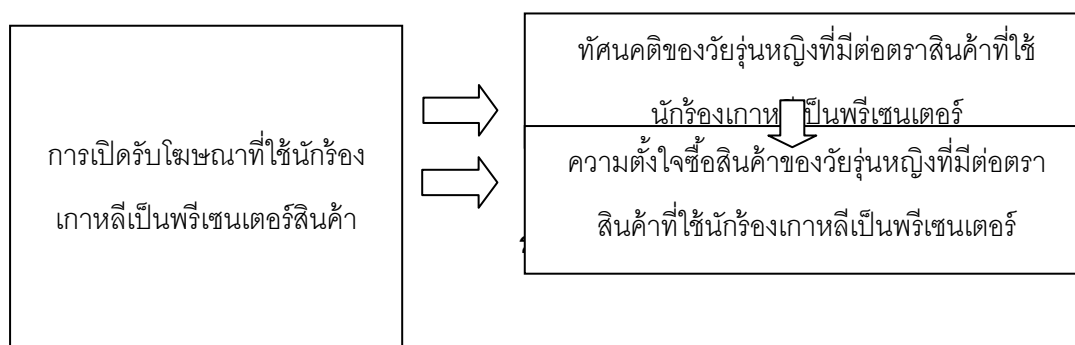 การเปิดรับโฆษณาที่ใช้นักร้อง
เกาหลีเป็นพรีเซนเตอร์สินค้า
ทัศนคติของวัยรุ่นหญิงที่มีต่อตราสินค้าที่ใช้
นักร้องเกาหลีเป็นพรีเซนเตอร์
ความตั้งใจซื้อสินค้าของวัยรุ่นหญิงที่มีต่อตรา
สินค้าที่ใช้นักร้องเกาหลีเป็นพรีเซนเตอร์